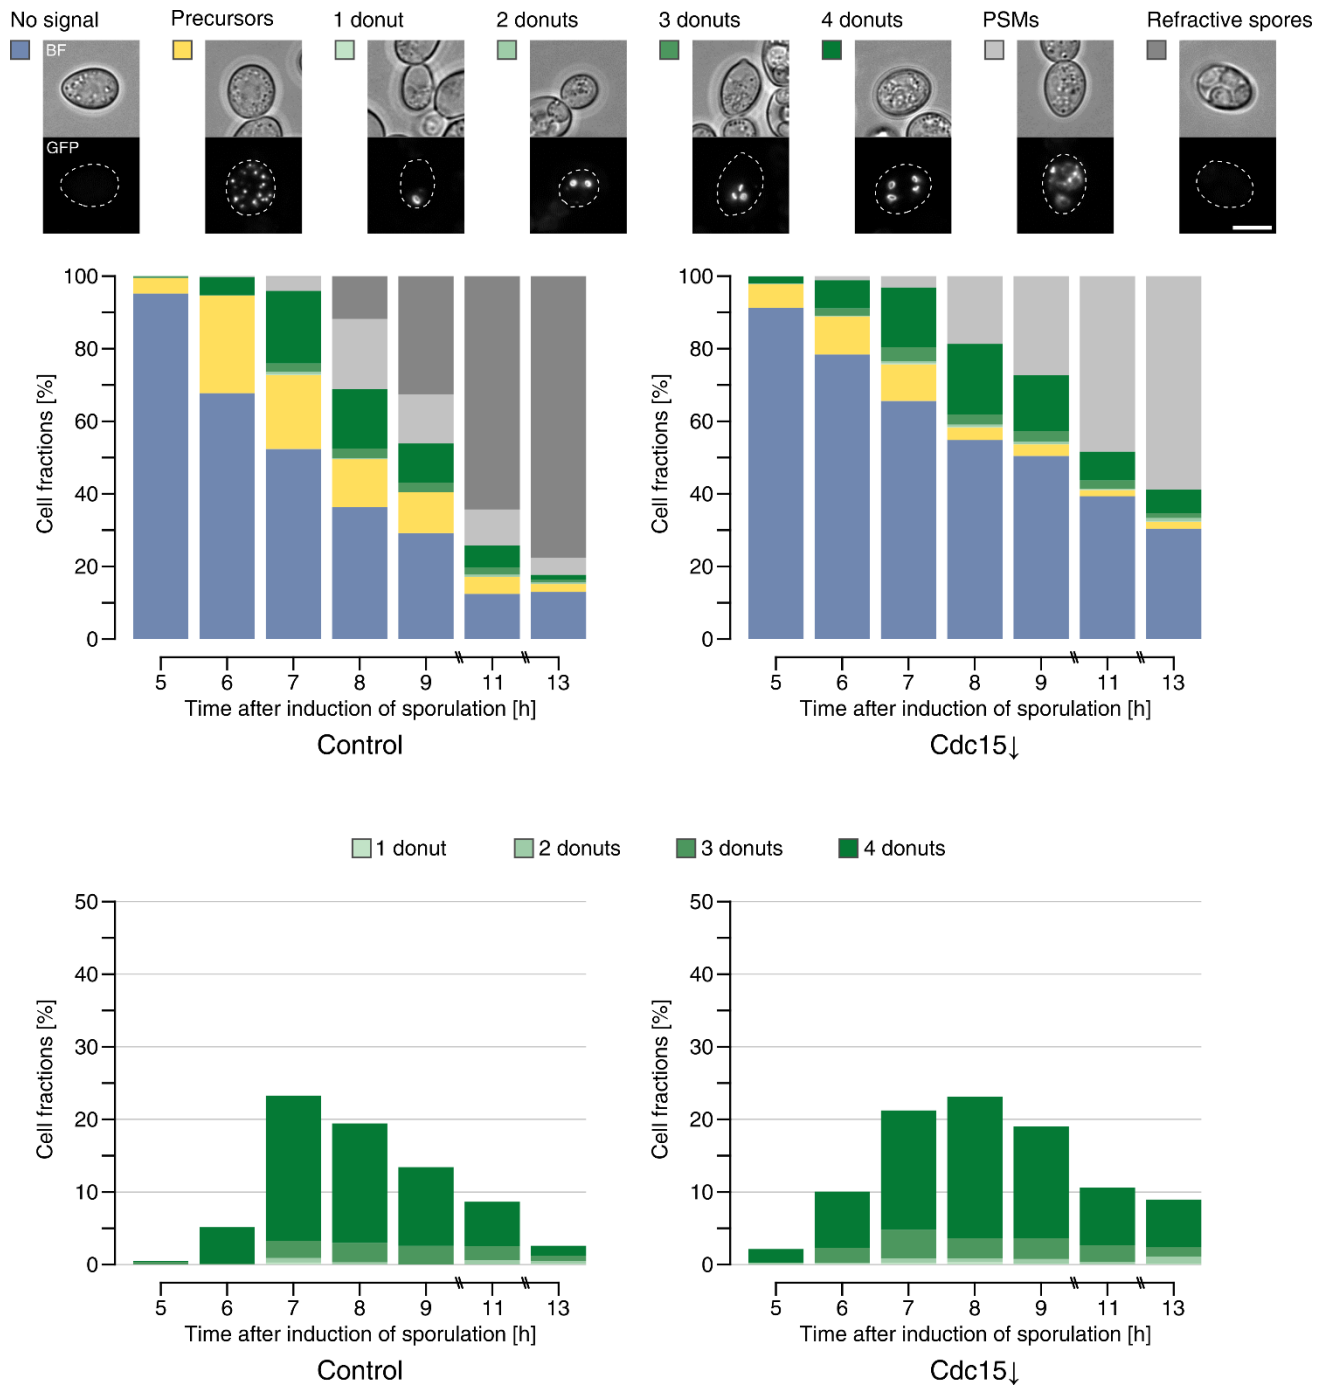 No signal Precursors 1 donut 2 donuts 3 donuts 4 donuts PSMs Refractive spores
BF
GFP
100 80 60 40 20 0
Cell fractions [%]
5 6 7 8 9 11 13
Time after induction of sporulation [h]
Control
100 80 60 40 20 0
Cell fractions [%]
5 6 7 8 9 11 13
Time after induction of sporulation [h]
Cdc15↓
1 donut 2 donuts 3 donuts 4 donuts
50 40 30 20 10 0
Cell fractions [%]
5 6 7 8 9 11 13
Time after induction of sporulation [h]
Control
50 40 30 20 10 0
Cell fractions [%]
5 6 7 8 9 11 13
Time after induction of sporulation [h]
Cdc15↓